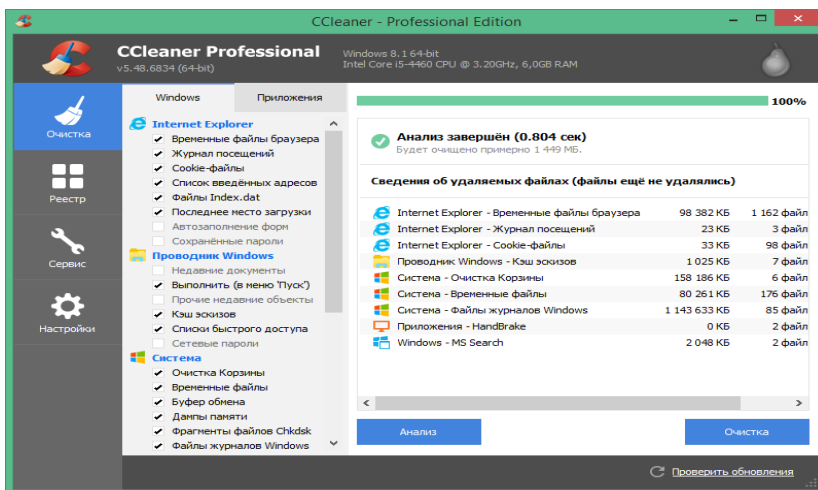 CCleaner - Professional Edition
CCleaner Professional
v5.48.6834 (64-bit)
Windows 8.1 64-bit
Intel Core i5-4460 CPU @ 3.20GHz, 6,0GB RAM
Очистка
Реестр
Сервис
Настройки
Windows
Приложения
Internet Explorer
Временные файлы браузера
Журнал посещений
Cookie-файлы
Список введённых адресов
Файлы Index.dat
Последнее место загрузки
Автозаполнение форм
Сохранённые пароли
Проводник Windows
Недавние документы
Выполнить (в меню 'Пуск')
Прочие недавние объекты
Кэш эскизов
Списки быстрого доступа
Сетевые пароли
Система
Очистка Корзины
Временные файлы
Буфер обмена
Дампы памяти
Фрагменты файлов Chkdsk
Файлы журналов Windows
100%
Анализ завершён (0.804 сек)
Будет очищено примерно 1 449 МБ.
Сведения об удаляемых файлах (файлы ещё не удалялись)
Internet Explorer - Временные файлы браузера 98 382 КБ 1 162 файл
Internet Explorer - Журнал посещений 23 КБ 3 файл
Internet Explorer - Cookie-файлы 33 КБ 98 файл
Проводник Windows - Кэш эскизов 1 025 КБ 7 файл
Система - Очистка Корзины 158 186 КБ 6 файл
Система - Временные файлы 80 261 КБ 176 файл
Система - Файлы журналов Windows 1 143 633 КБ 85 файл
Приложения - HandBrake 0 КБ 2 файл
Windows - MS Search 2 048 КБ 2 файл
Анализ
Очистка
Проверить обновления